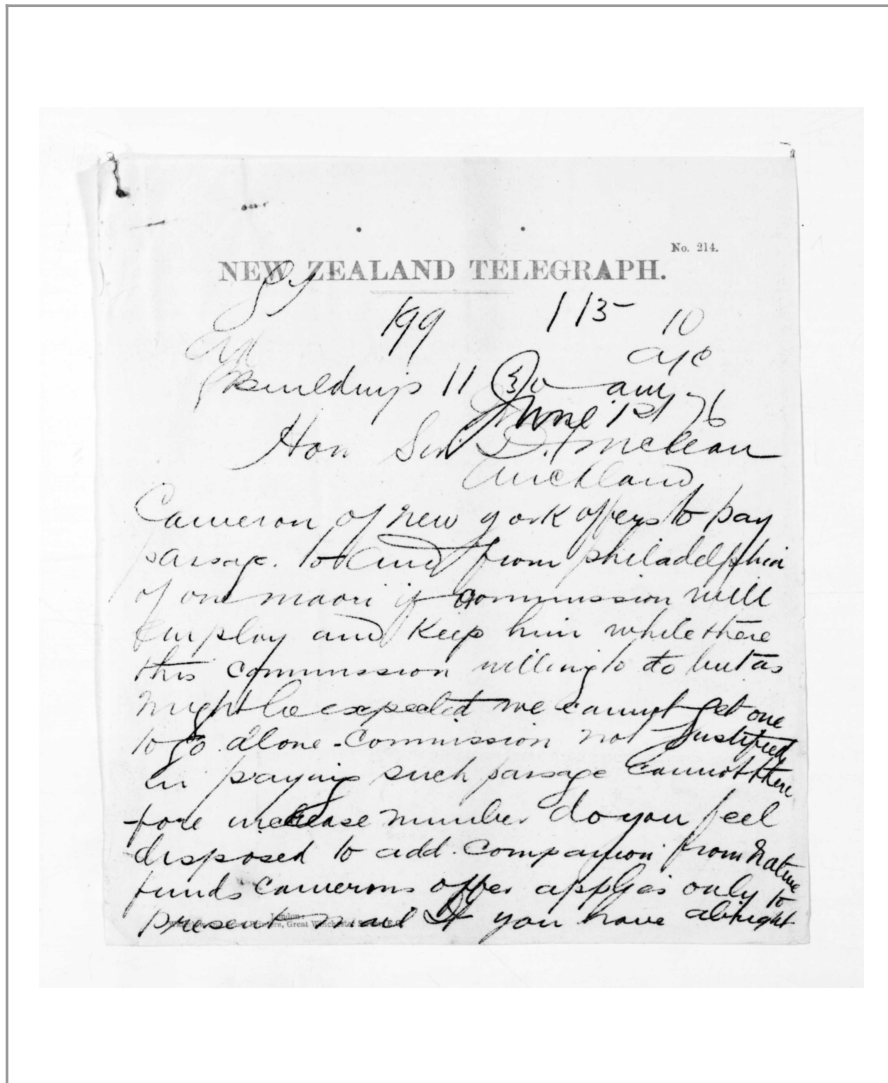 No. 214.
NEW ZEALAND TELEGRAPH.
199 115 10
Buildings 11 30 am
June 1st 76
Hon Sir D. McLean
Auckland
Cameron of New York offers to pay
passage to and from philadelphia
of one maori if commission will
Employ and Keep him while there
this commission willing to do but as
might be expected we cannot get one
to go alone - Commission not justified
in paying such passage cannot there
fore increase number do you feel
disposed to add Companion from Native
funds Camerons offer applies only to
present mail If you have